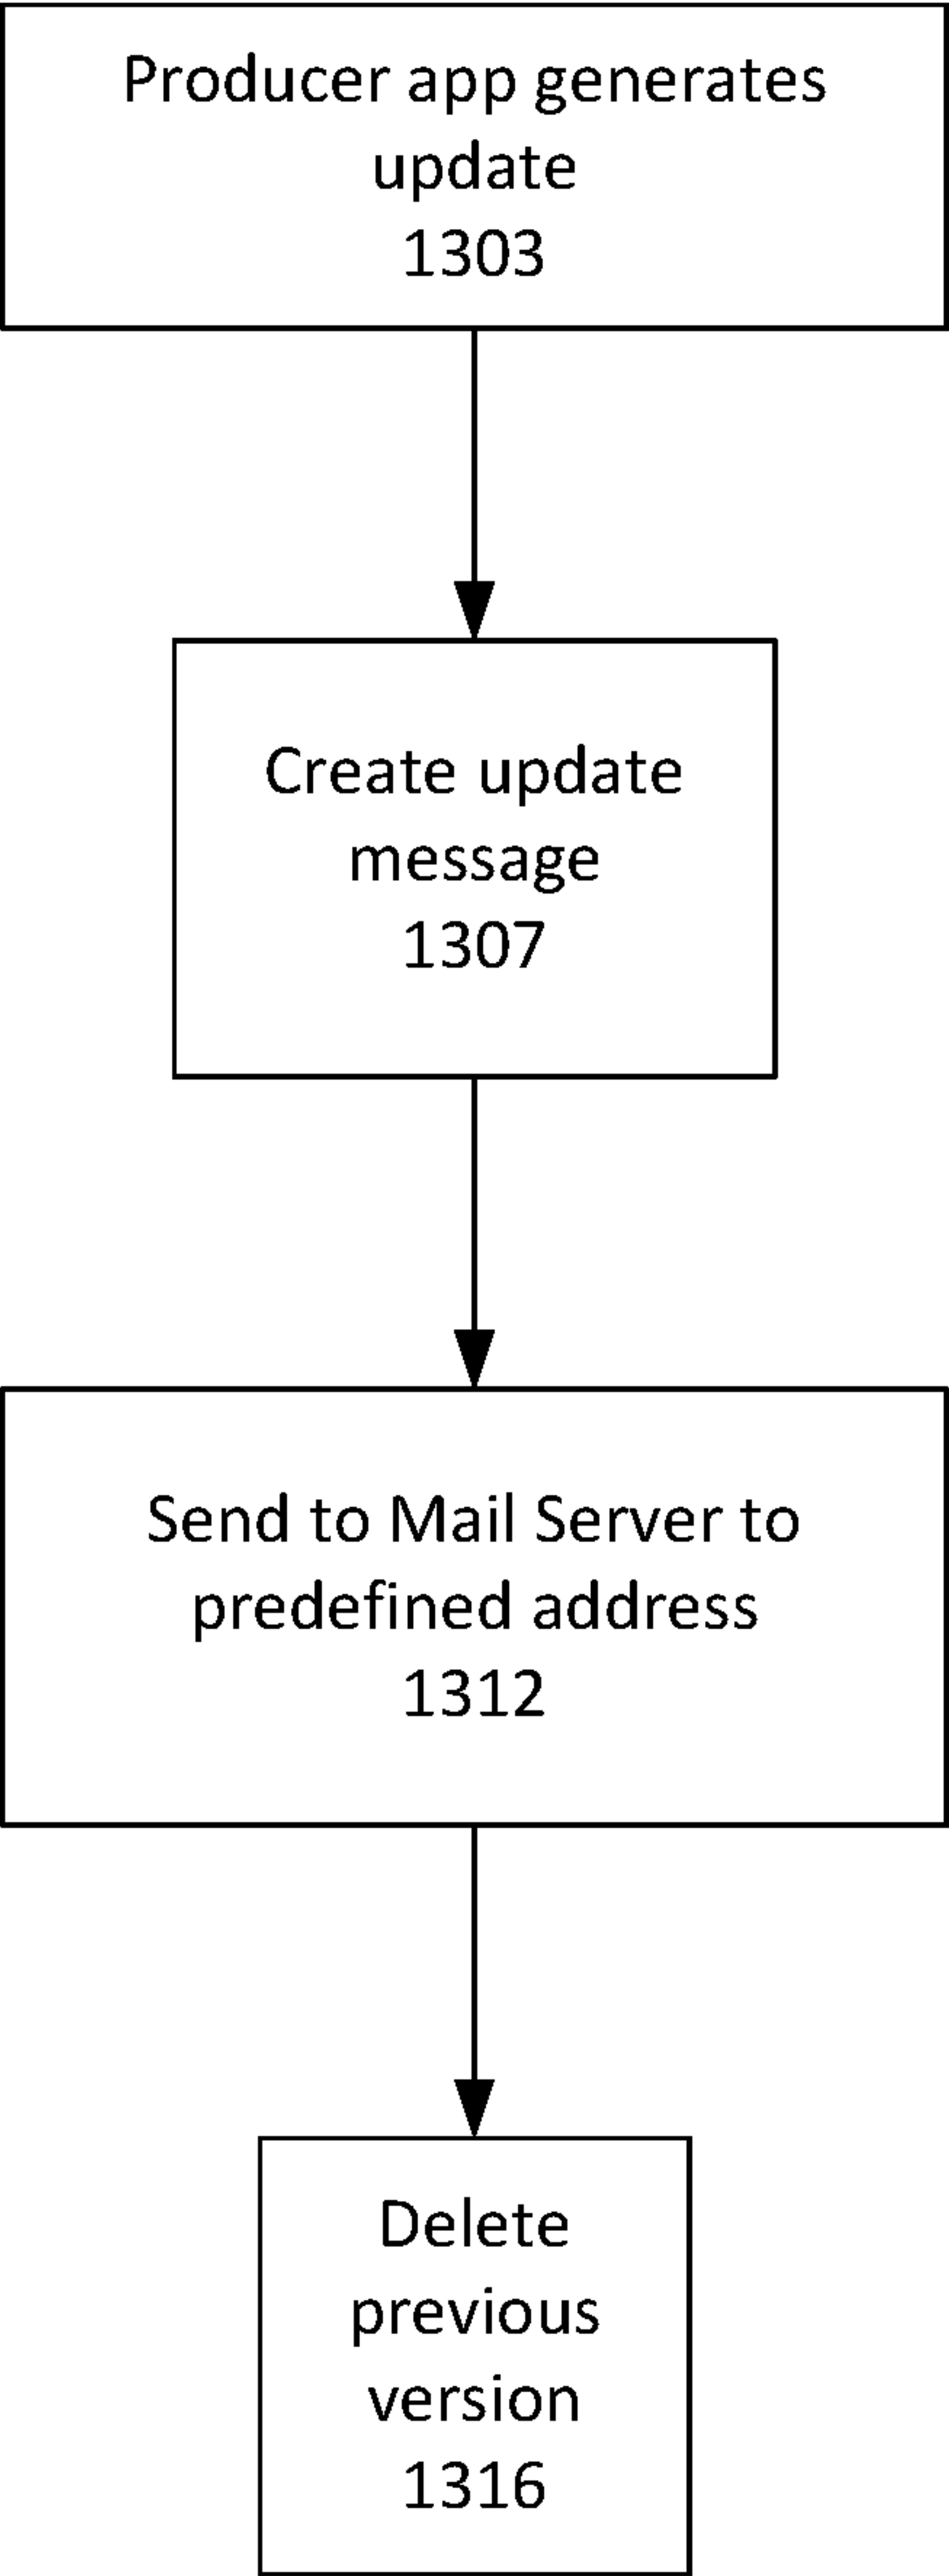 Producer app generates
update
1303
Create update
message
1307
Send to Mail Server to
predefined address
1312
Delete
previous
version
1316